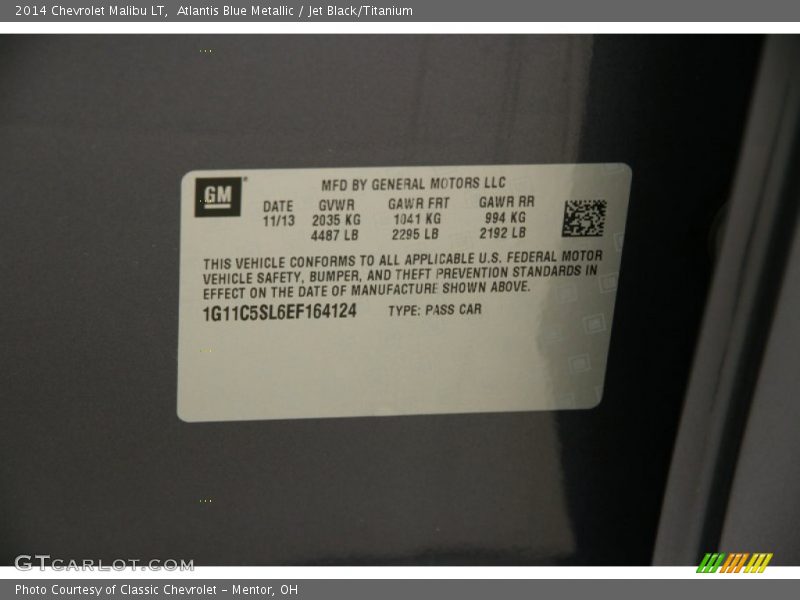 2014 Chevrolet Malibu LT,  Atlantis Blue Metallic / Jet Black/Titanium
GM
MFD BY GENERAL MOTORS LLC
DATE GVWR GAWR FRT GAWR RR
11/13 2035 KG 1041 KG 994 KG
4487 LB 2295 LB 2192 LB
THIS VEHICLE CONFORMS TO ALL APPLICABLE U.S. FEDERAL MOTOR
VEHICLE SAFETY, BUMPER, AND THEFT PREVENTION STANDARDS IN
EFFECT ON THE DATE OF MANUFACTURE SHOWN ABOVE.
1G11C5SL6EF164124 TYPE: PASS CAR
GTCARLOT.COM
Photo Courtesy of Classic Chevrolet - Mentor, OH